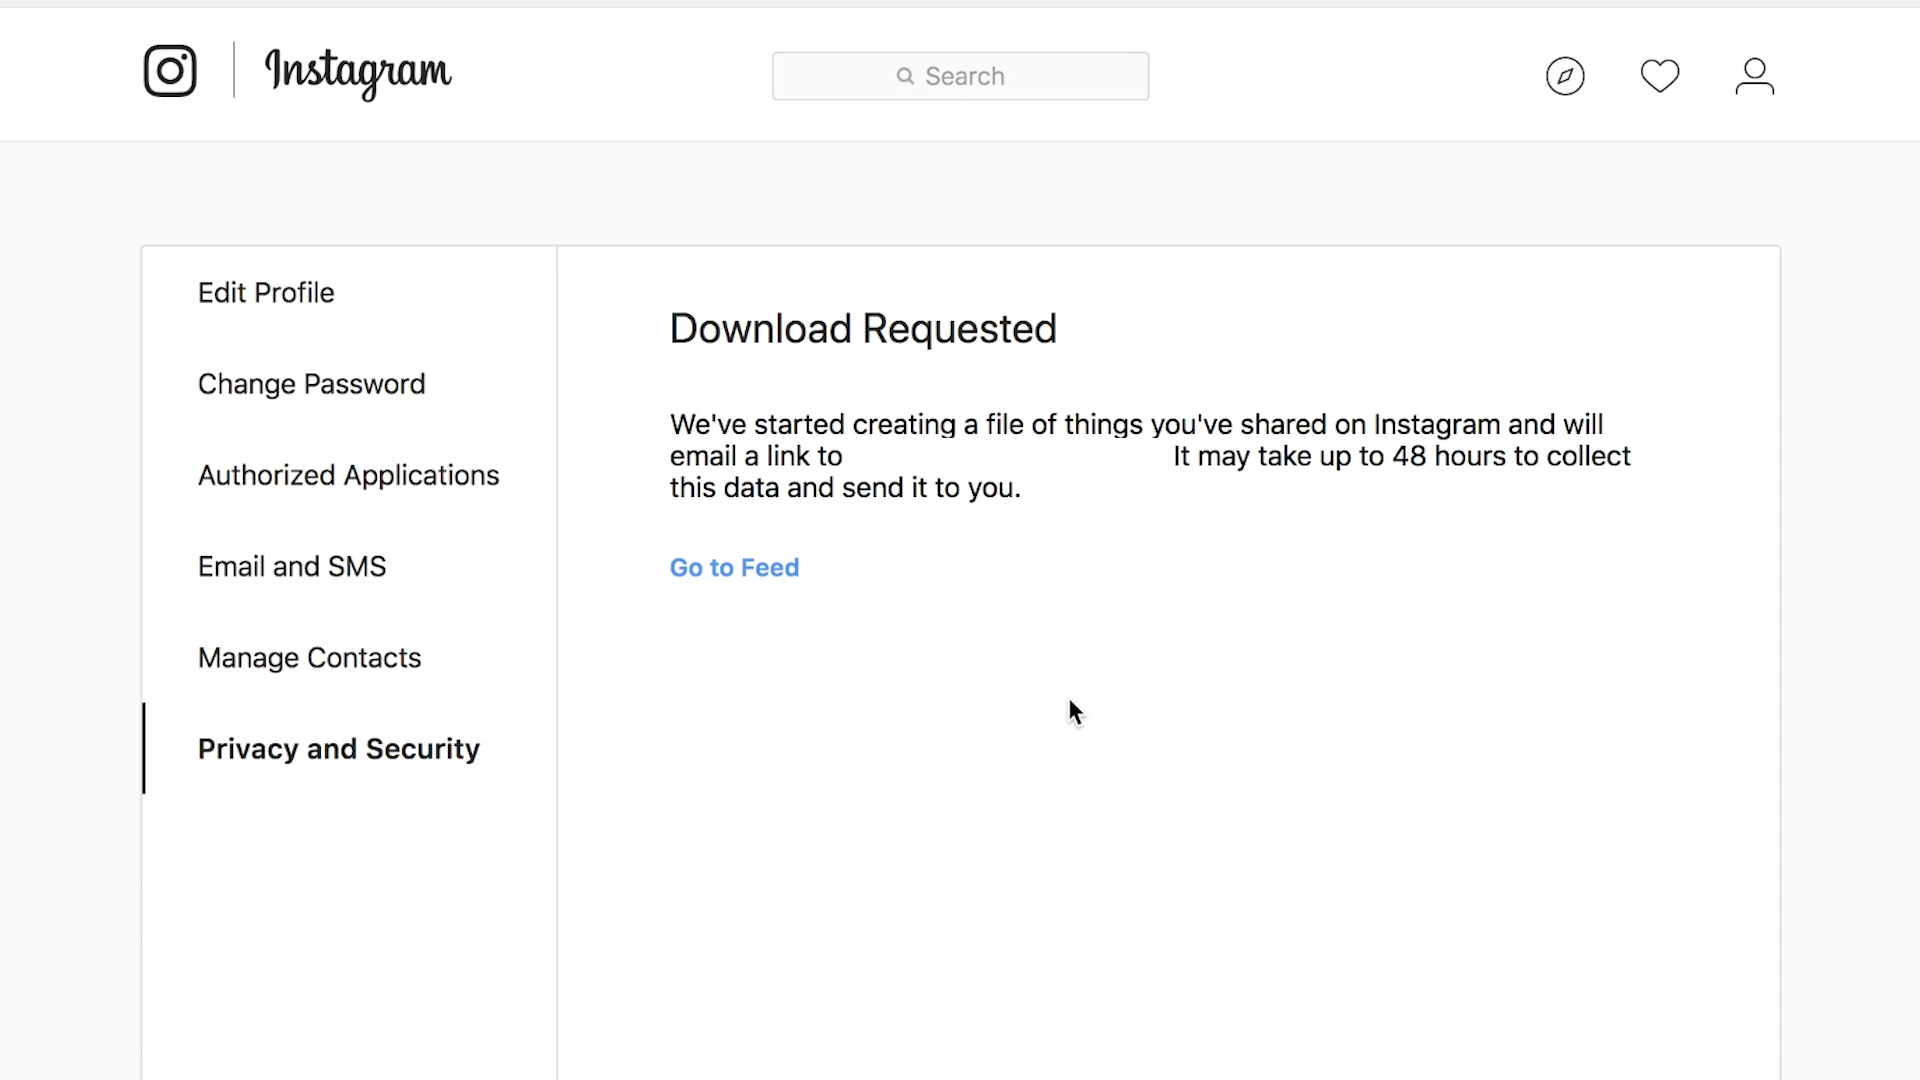 Instagram
Search
Edit Profile
Change Password
Authorized Applications
Email and SMS
Manage Contacts
Privacy and Security
Download Requested
We've started creating a file of things you've shared on Instagram and will
email a link to It may take up to 48 hours to collect
this data and send it to you.
Go to Feed